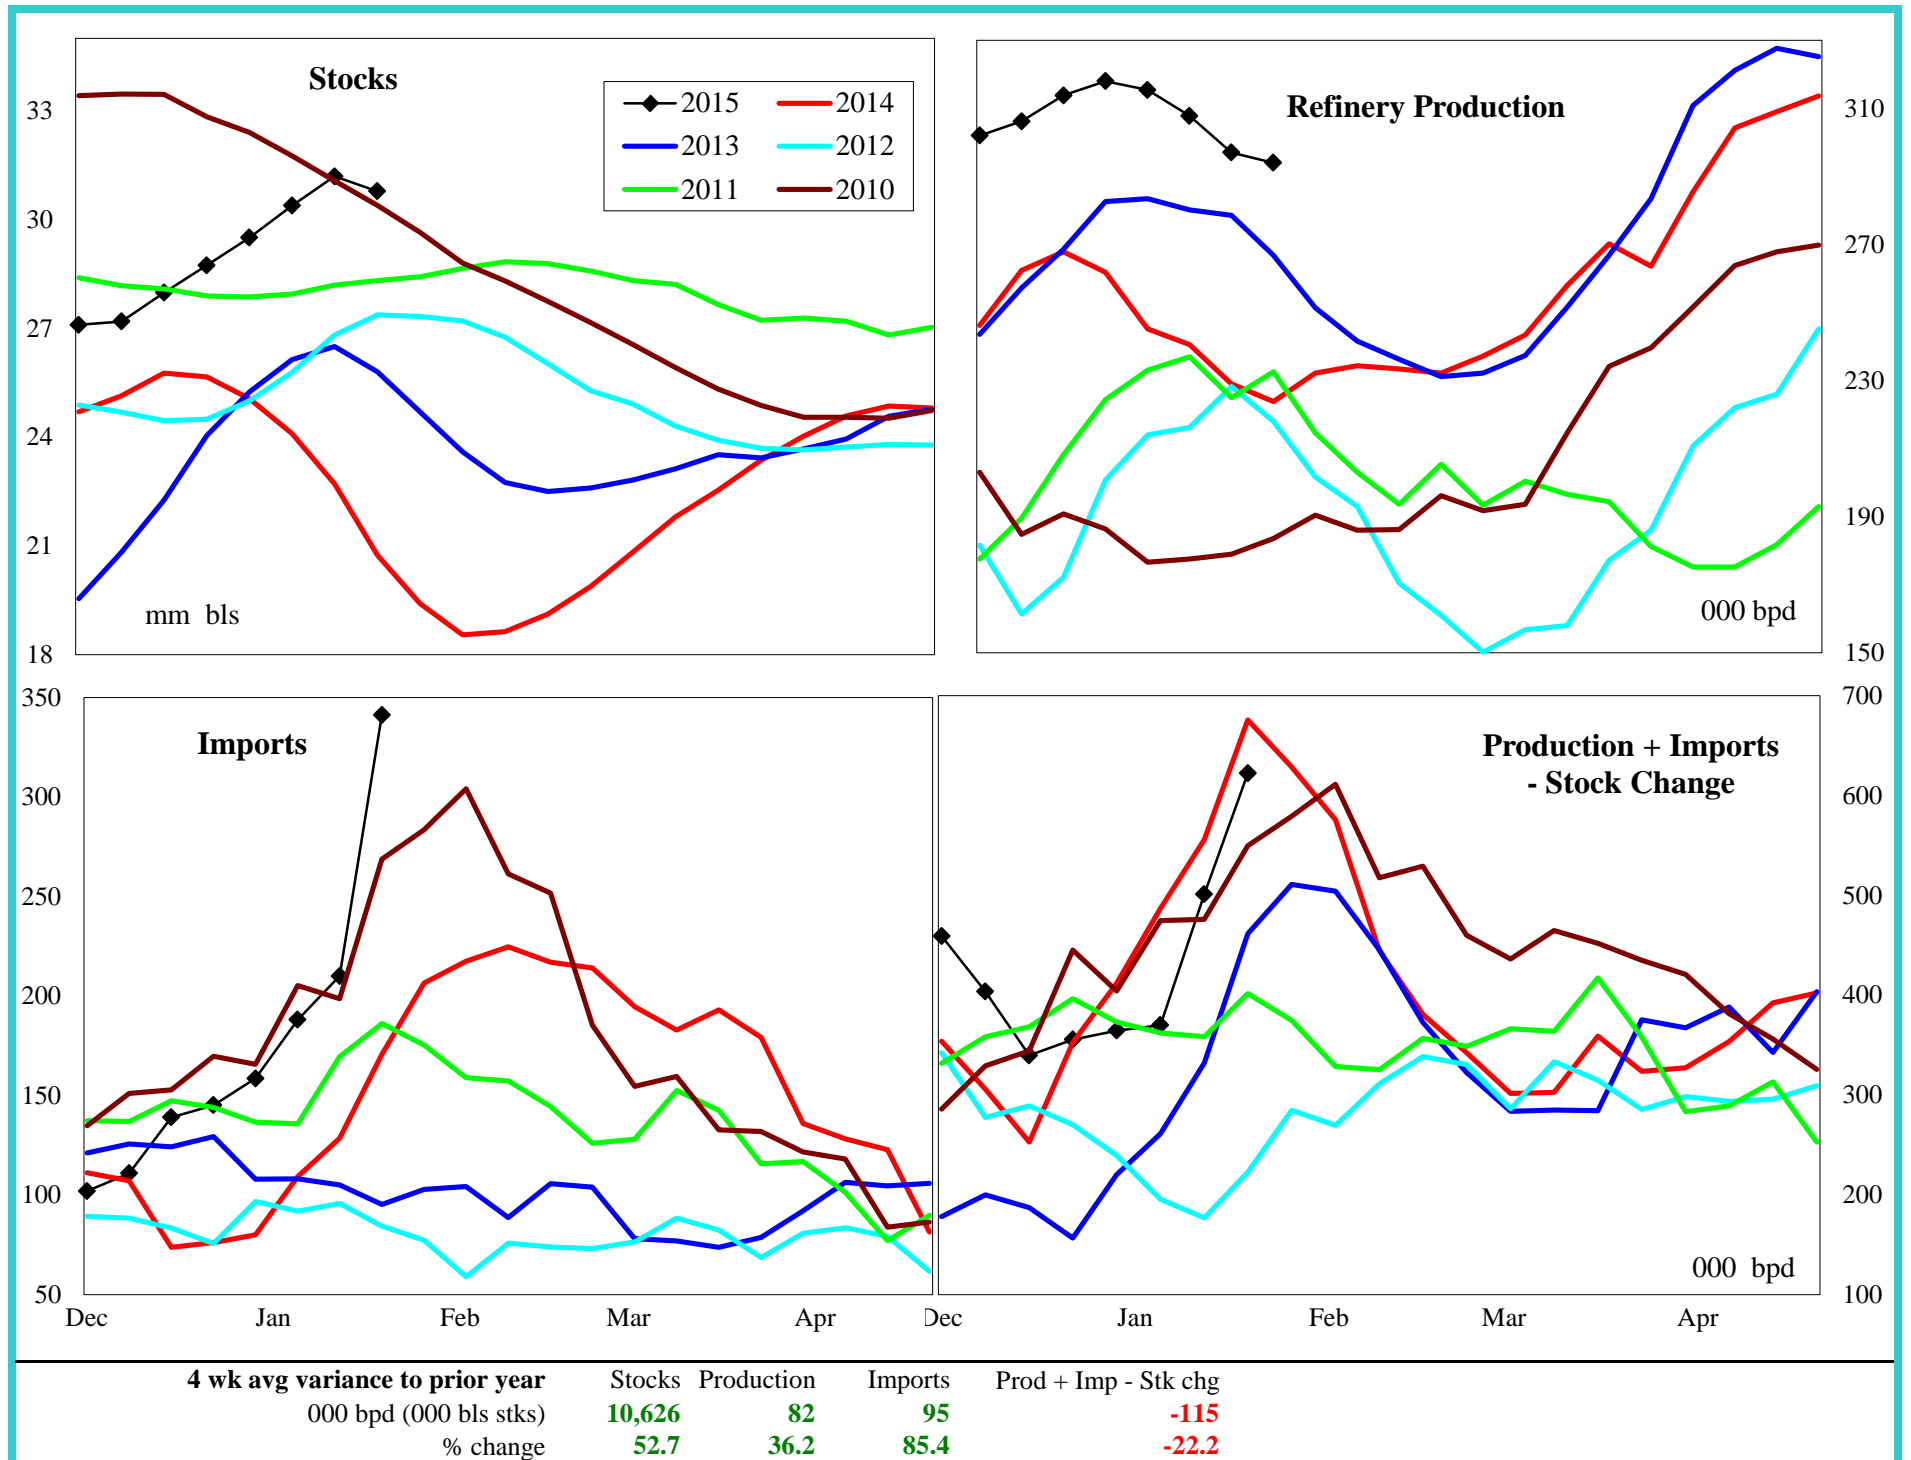 Stocks
33
30
27
24
21
18
2015 2014
2013 2012
2011 2010
mm bls
Refinery Production
310
270
230
190
150
000 bpd
Imports
350
300
250
200
150
100
50
Dec Jan Feb Mar Apr
Production + Imports
- Stock Change
700
600
500
400
300
200
100
000 bpd
Dec Jan Feb Mar Apr
4 wk avg variance to prior year Stocks Production Imports Prod + Imp - Stk chg
000 bpd (000 bls stks) 10,626 82 95 -115
% change 52.7 36.2 85.4 -22.2